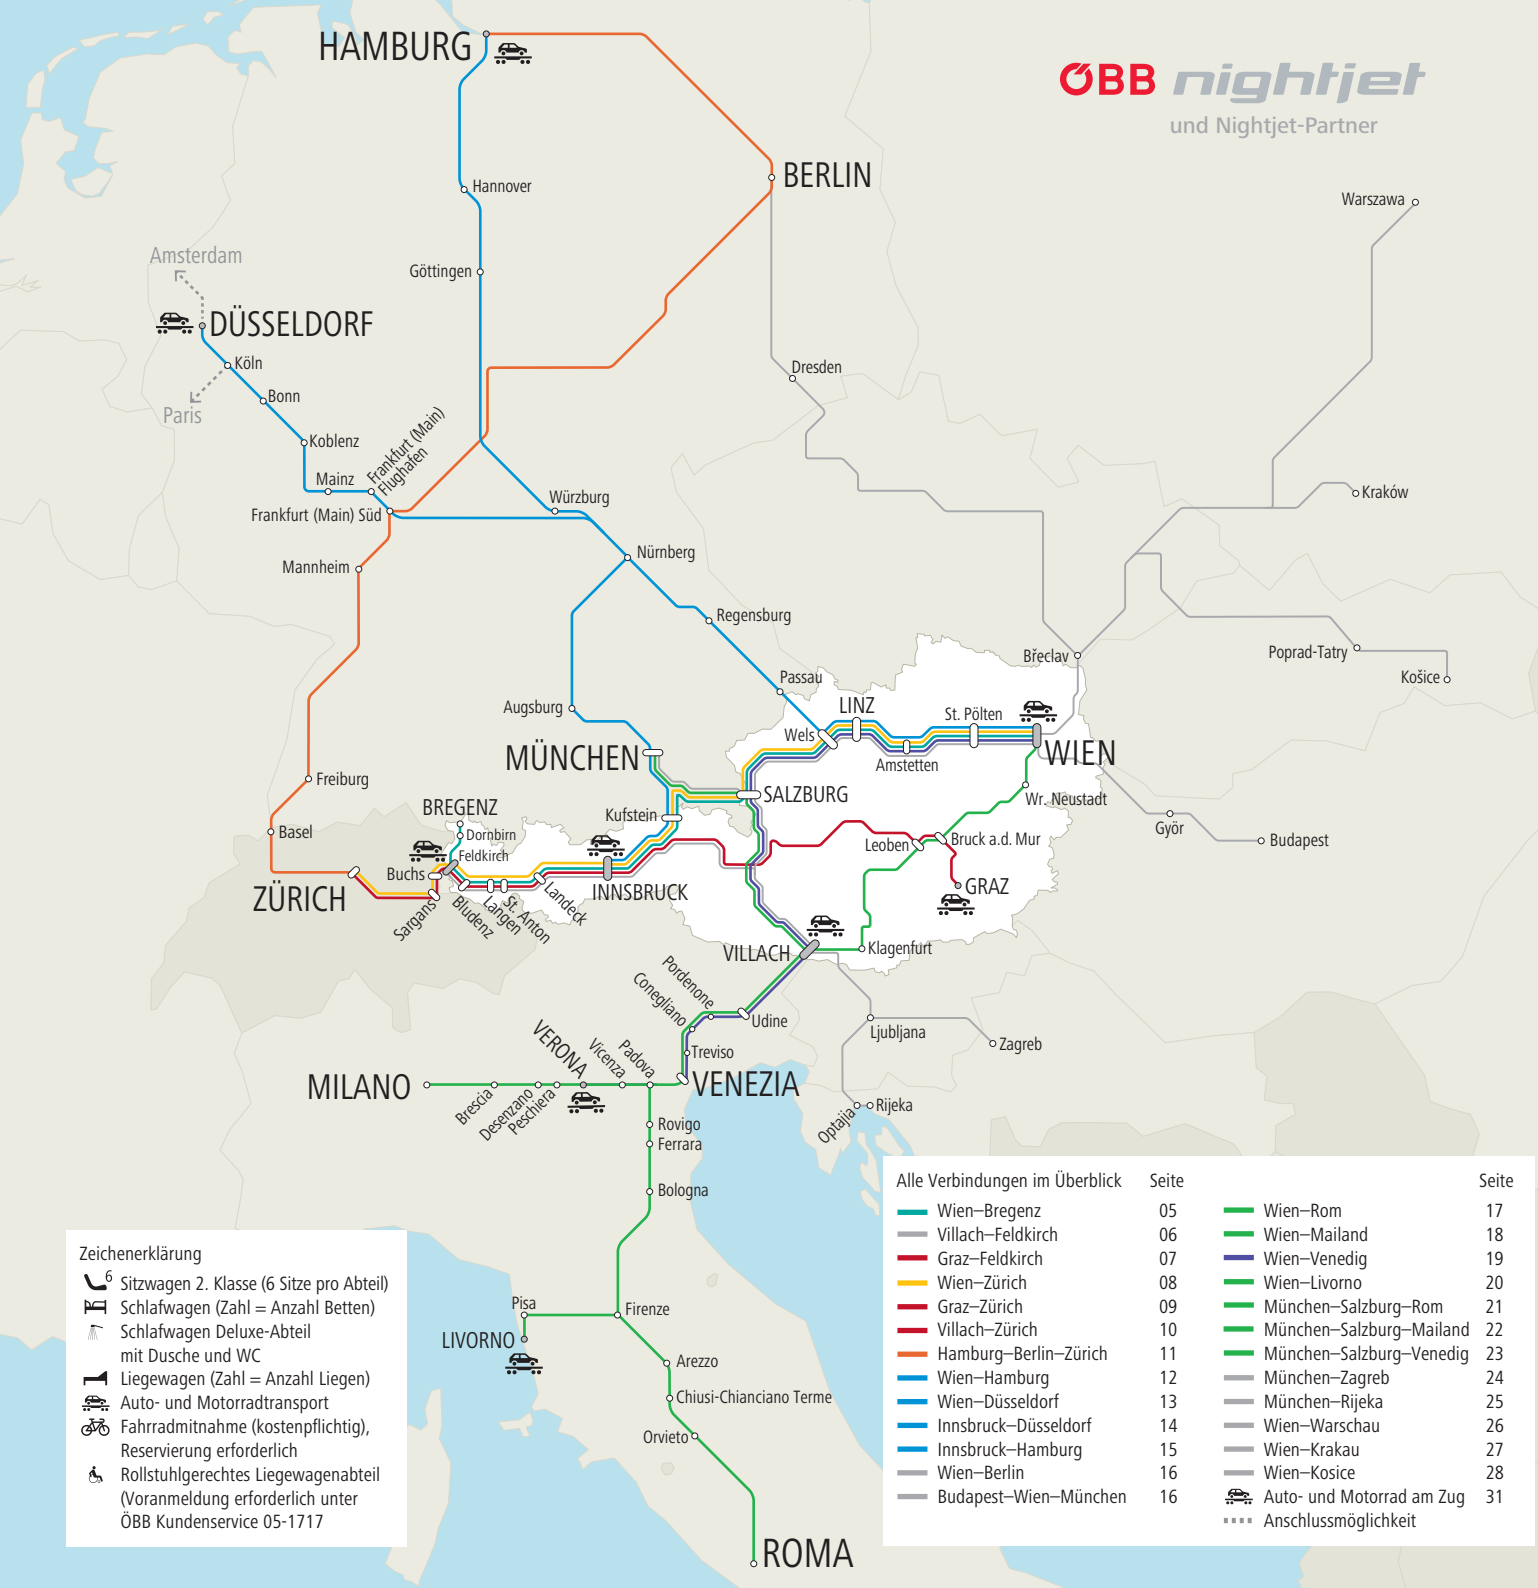 HAMBURG
ÖBB nightjet
und Nightjet-Partner
BERLIN
Hannover
Warszawa
Amsterdam
Göttingen
DÜSSELDORF
Köln
Dresden
Bonn
Paris
Koblenz
Frankfurt (Main)
Flughafen
Mainz
Würzburg
Kraków
Frankfurt (Main) Süd
Nürnberg
Mannheim
Regensburg
Břeclav
Poprad-Tatry
Košice
Passau
Augsburg
LINZ
St. Pölten
Wels
MÜNCHEN
WIEN
Amstetten
Freiburg
SALZBURG
Wr. Neustadt
BREGENZ
Kufstein
Basel
Dornbirn
Györ
Budapest
Leoben
Bruck a.d. Mur
Feldkirch
Buchs
ZÜRICH
INNSBRUCK
GRAZ
Sargans
Bludenz
Langen
St. Anton
Landeck
VILLACH
Klagenfurt
Pordenone
Conegliano
Udine
Ljubljana
Zagreb
VERONA
Vicenza
Padova
Treviso
MILANO
VENEZIA
Brescia
Desenzano
Peschiera
Optajia
Rijeka
Rovigo
Ferrara
Bologna
Pisa
Firenze
LIVORNO
Arezzo
Chiusi-Chianciano Terme
Orvieto
ROMA
Zeichenerklärung
6 Sitzwagen 2. Klasse (6 Sitze pro Abteil)
Schlafwagen (Zahl = Anzahl Betten)
Schlafwagen Deluxe-Abteil
mit Dusche und WC
Liegewagen (Zahl = Anzahl Liegen)
Auto- und Motorradtransport
Fahrradmitnahme (kostenpflichtig),
Reservierung erforderlich
Rollstuhlgerechtes Liegewagenabteil
(Voranmeldung erforderlich unter
ÖBB Kundenservice 05-1717
Alle Verbindungen im Überblick Seite
Wien–Bregenz 05
Villach–Feldkirch 06
Graz–Feldkirch 07
Wien–Zürich 08
Graz–Zürich 09
Villach–Zürich 10
Hamburg–Berlin–Zürich 11
Wien–Hamburg 12
Wien–Düsseldorf 13
Innsbruck–Düsseldorf 14
Innsbruck–Hamburg 15
Wien–Berlin 16
Budapest–Wien–München 16
Seite
Wien–Rom 17
Wien–Mailand 18
Wien–Venedig 19
Wien–Livorno 20
München–Salzburg–Rom 21
München–Salzburg–Mailand 22
München–Salzburg–Venedig 23
München–Zagreb 24
München–Rijeka 25
Wien–Warschau 26
Wien–Krakau 27
Wien–Kosice 28
Auto- und Motorrad am Zug 31
Anschlussmöglichkeit